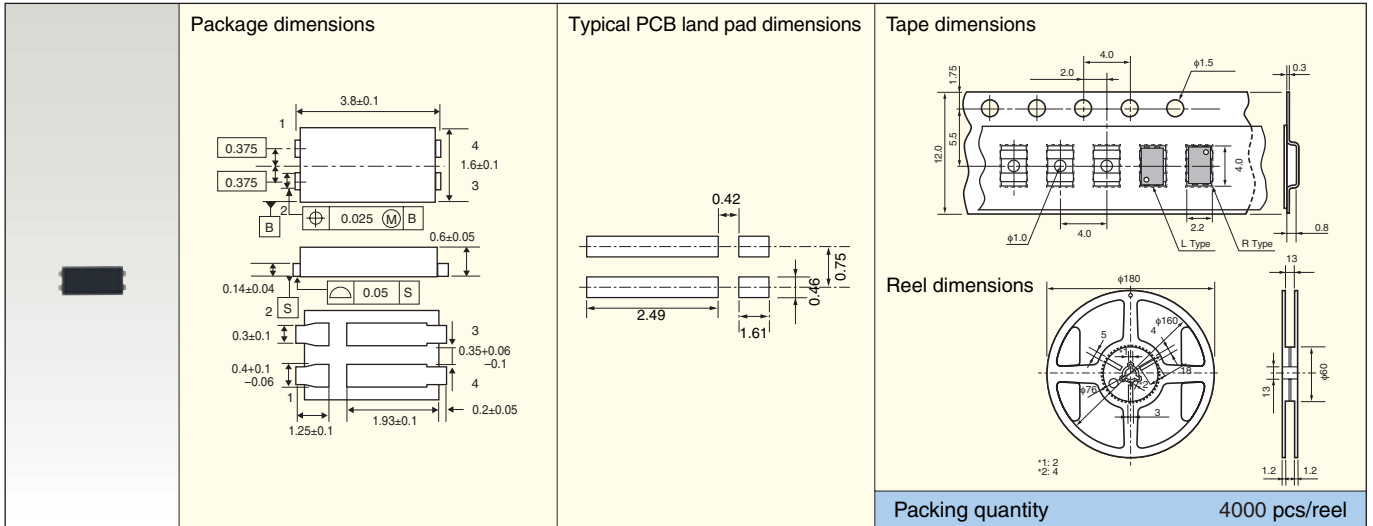 Package dimensions
3.8±0.1
1
4
0.375
1.6±0.1
0.375
3
2
B
0.025 Ⓜ B
0.6±0.05
0.14±0.04
0.05 S
S
2
3
0.3±0.1
0.35+0.06
−0.1
0.4+0.1
−0.06
4
1
0.2±0.05
1.93±0.1
1.25±0.1
Typical PCB land pad dimensions
0.42
0.75
0.46
2.49
1.61
Tape dimensions
4.0
φ1.5
2.0
0.3
1.75
5.5
12.0
4.0
φ1.0
4.0
2.2
L Type
R Type
0.8
Reel dimensions
φ180
13
φ160
5
4
*1
18
*2
φ76
3
φ60
13
*1: 2
*2: 4
1.2
1.2
Packing quantity 4000 pcs/reel